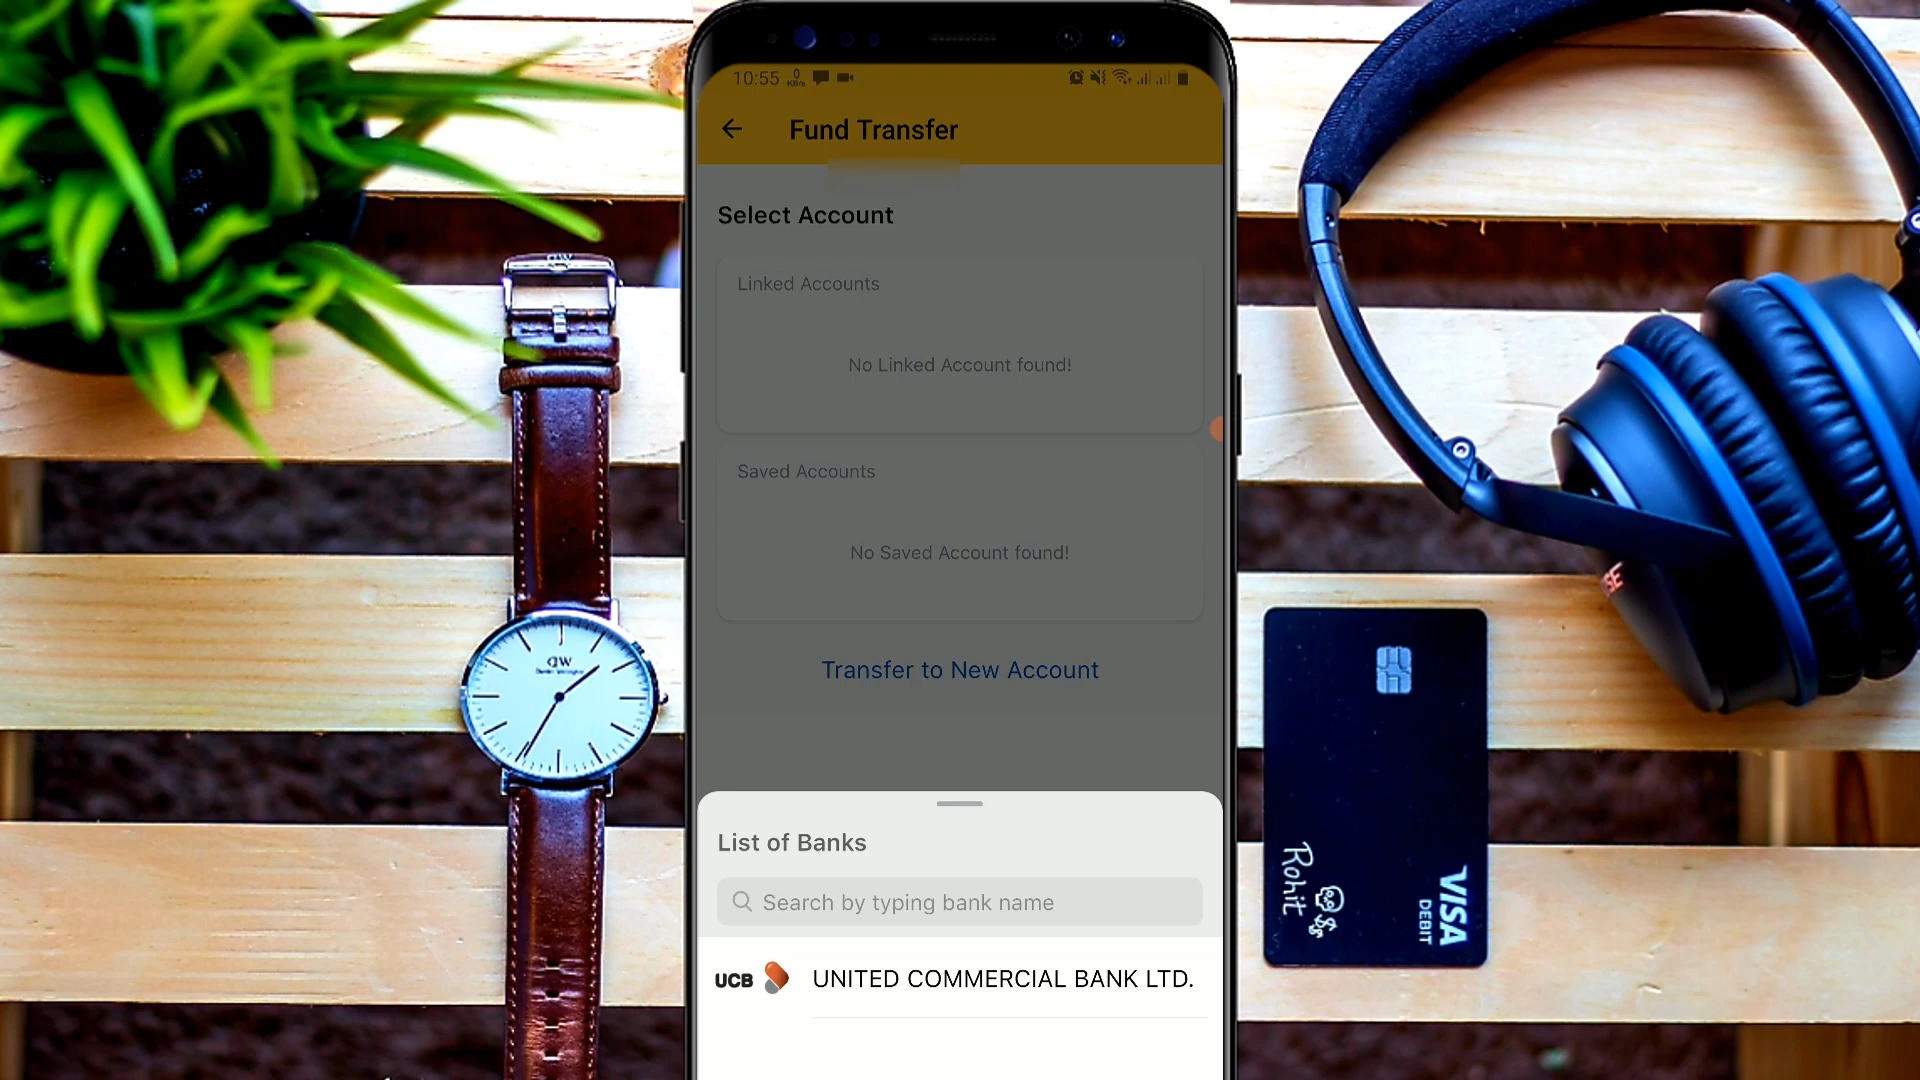 10:55
0
KB/s
Fund Transfer
Select Account
Linked Accounts
No Linked Account found!
Saved Accounts
No Saved Account found!
Transfer to New Account
List of Banks
Search by typing bank name
UCB
UNITED COMMERCIAL BANK LTD.
DW
Rohit
VISA
DEBIT